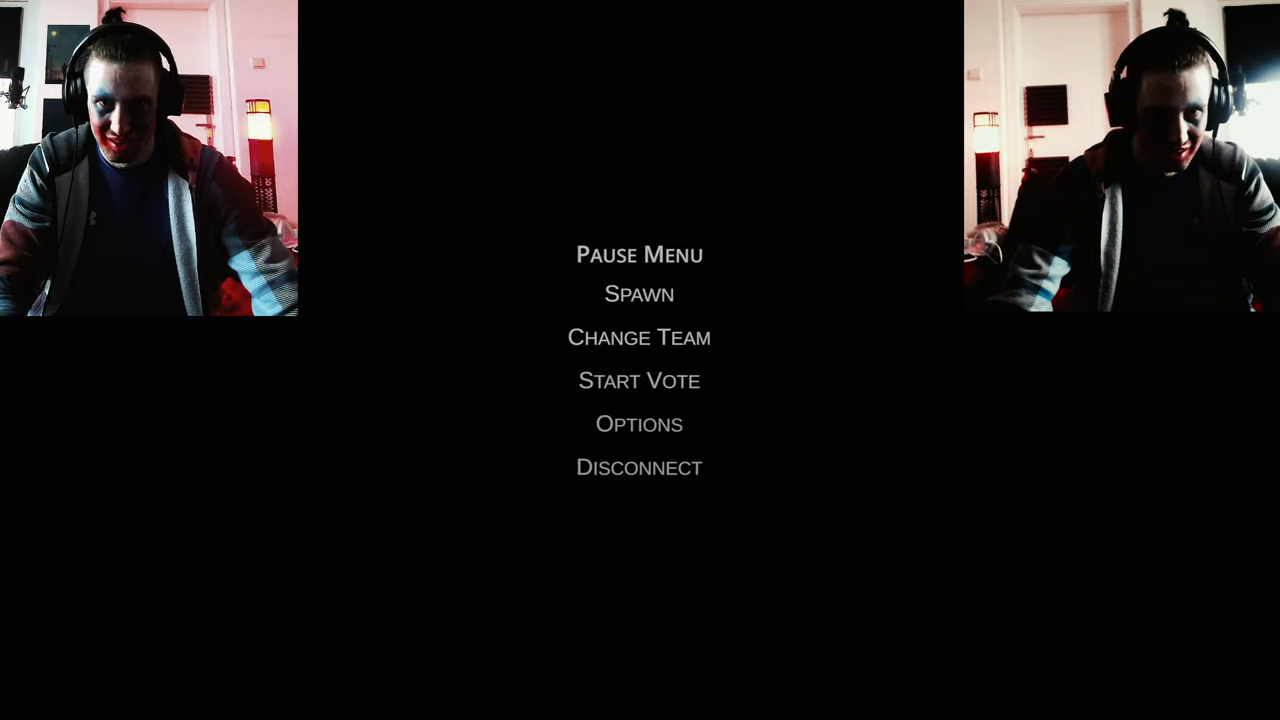 Pause Menu
Spawn
Change Team
Start Vote
Options
Disconnect